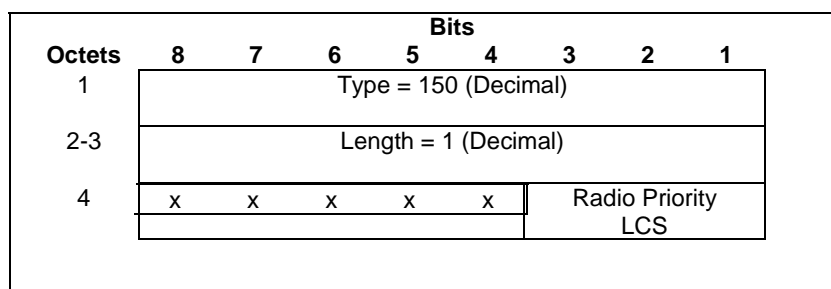 Bits
Octets 8 7 6 5 4 3 2 1
1 Type = 150 (Decimal)
2-3 Length = 1 (Decimal)
4 x x x x x Radio Priority
LCS